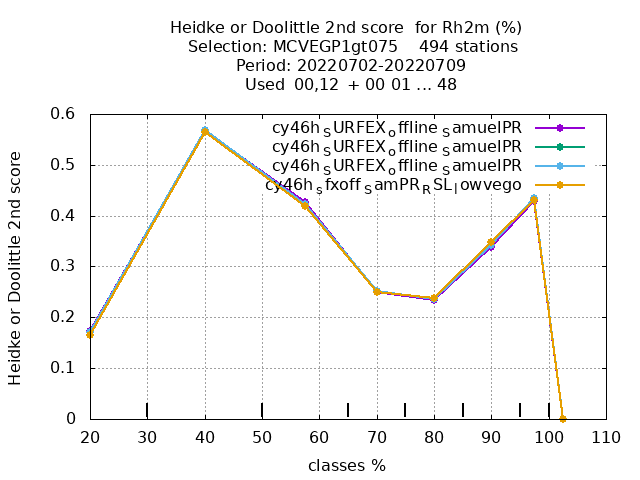 Heidke or Doolittle 2nd score  for Rh2m (%)
Selection: MCVEGP1gt075    494 stations
Period: 20220702-20220709
Used  00,12  + 00 01 ... 48
Heidke or Doolittle 2nd score
0.6
0.5
0.4
0.3
0.2
0.1
0
cy46h_SURFEX_offline_SamuelPR
cy46h_SURFEX_offline_SamuelPR
cy46h_SURFEX_offline_SamuelPR
cy46h_sfxoff_SamPR_RSL_lowvego
20 30 40 50 60 70 80 90 100 110
classes %